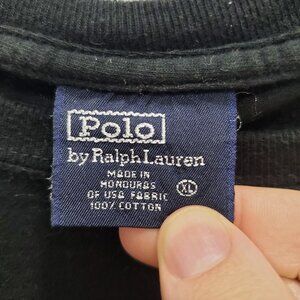 Polo
by Ralph Lauren
MADE IN
HONDURAS
OF USA FABRIC
100% COTTON
XL